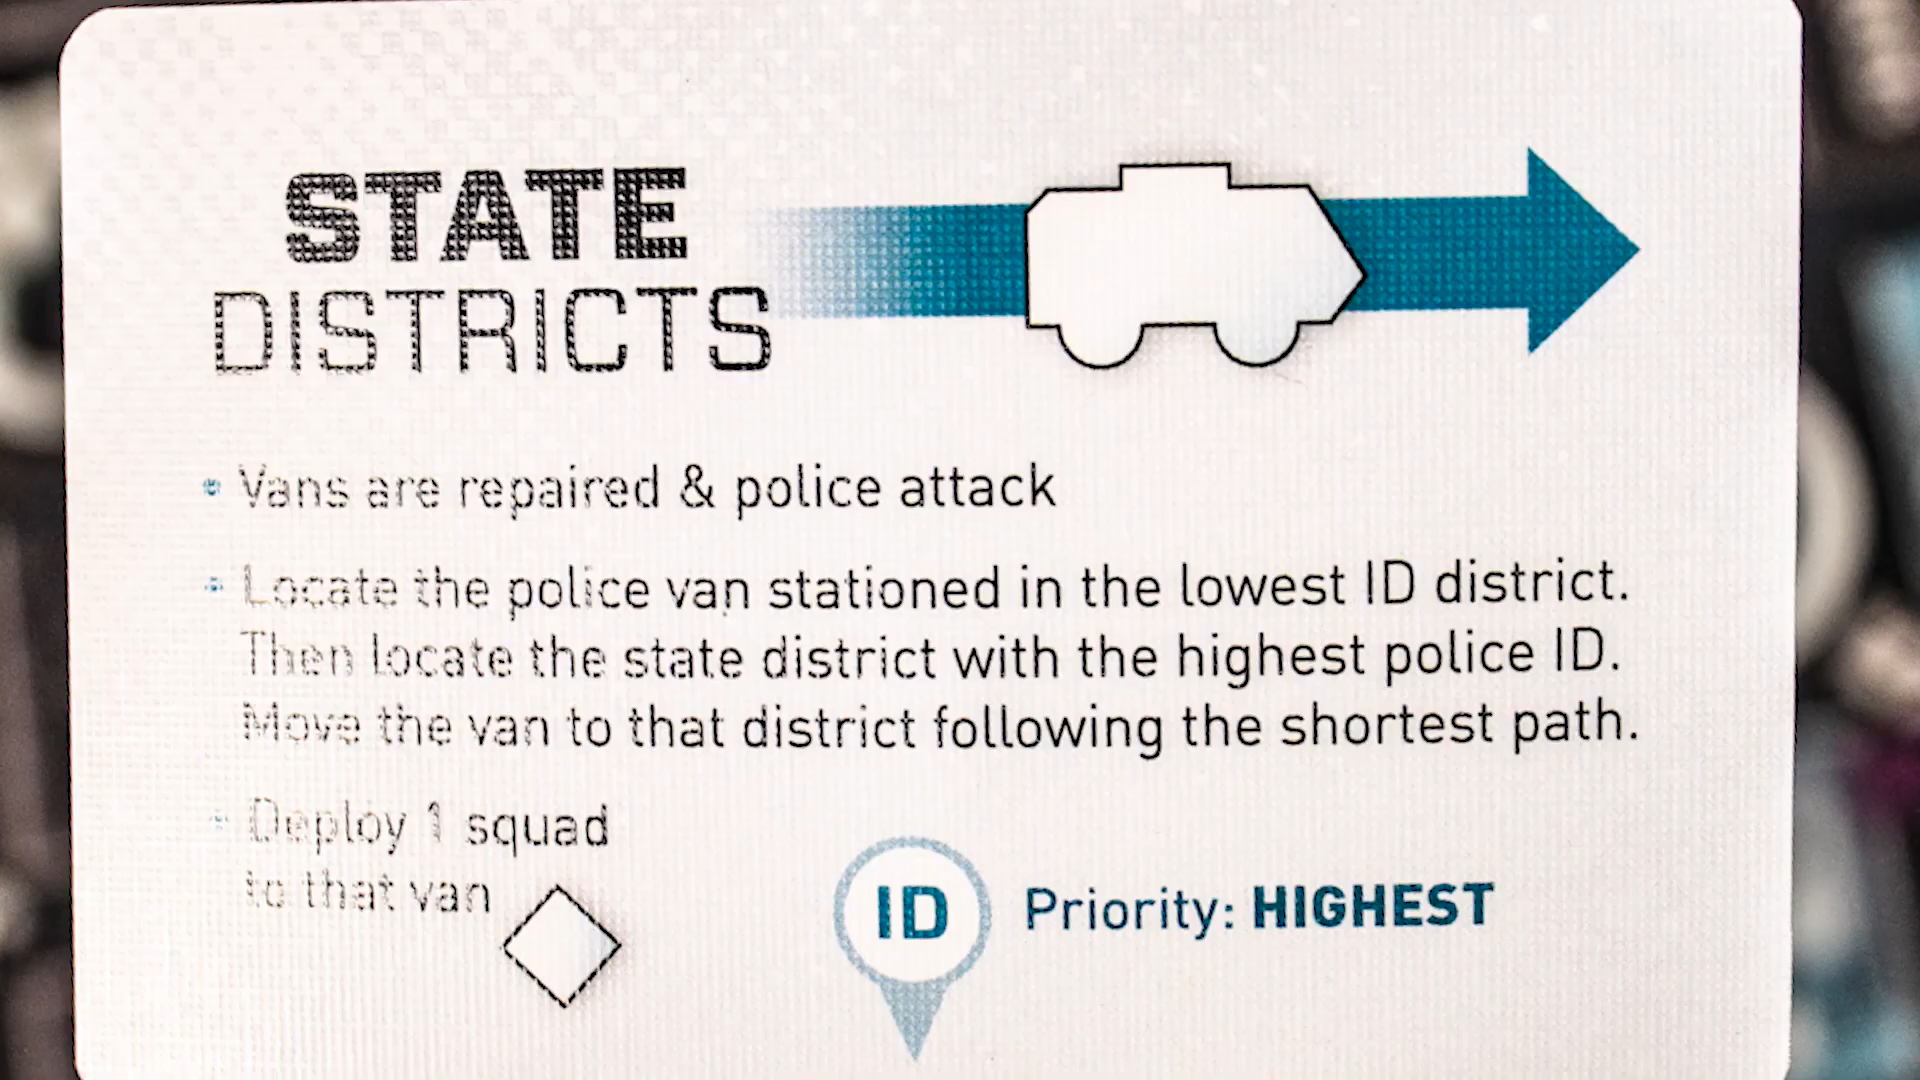 STATE
DISTRICTS
• Vans are repaired & police attack
• Locate the police van stationed in the lowest ID district.
Then locate the state district with the highest police ID.
Move the van to that district following the shortest path.
• Deploy 1 squad
to that van
ID
Priority: HIGHEST